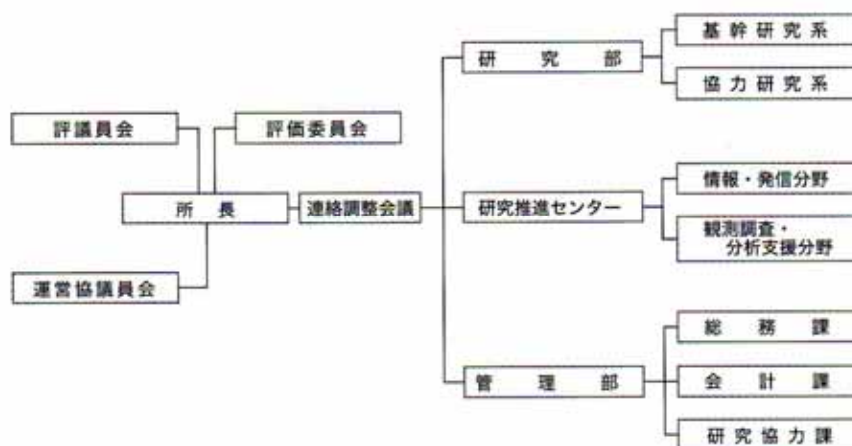 評議員会
評価委員会
所長
連絡調整会議
運営協議員会
研究部
基幹研究系
協力研究系
研究推進センター
情報・発信分野
観測調査・
分析支援分野
管理部
総務課
会計課
研究協力課